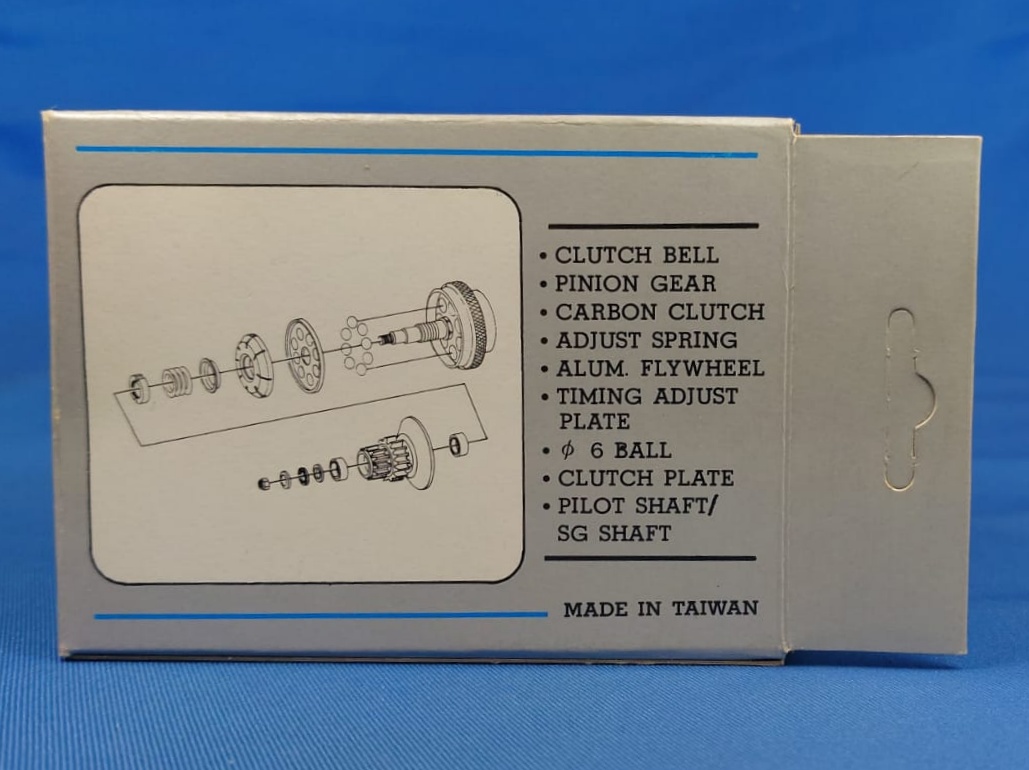 • CLUTCH BELL
• PINION GEAR
• CARBON CLUTCH
• ADJUST SPRING
• ALUM. FLYWHEEL
• TIMING ADJUST
PLATE
• ϕ 6 BALL
• CLUTCH PLATE
• PILOT SHAFT/
SG SHAFT
MADE IN TAIWAN